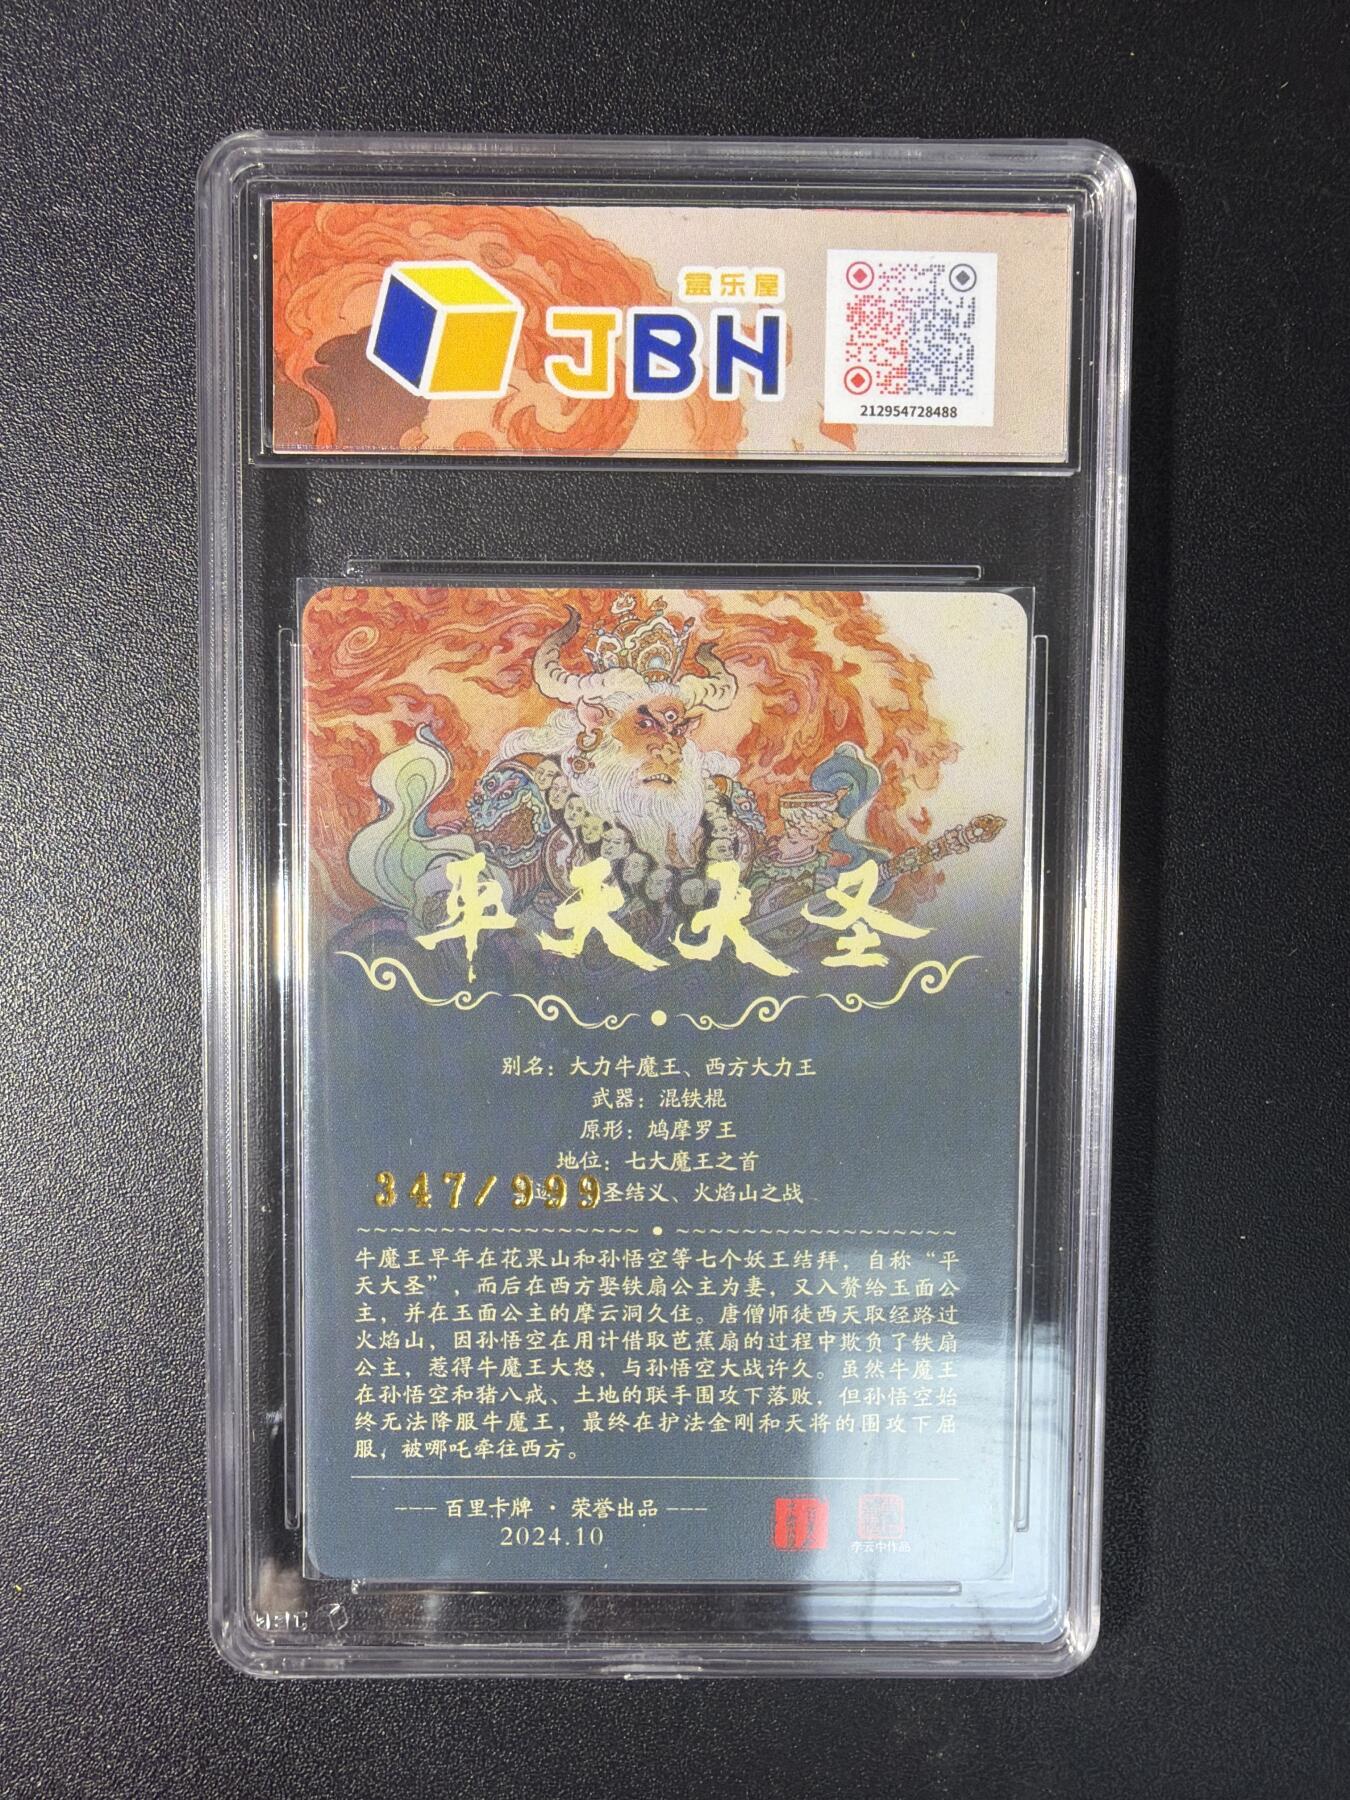 盒乐屋
JBH
212954728488
平天大圣
别名：大力牛魔王、西方大力王
武器：混铁棍
原形：鸠摩罗王
地位：七大魔王之首
347/999 圣结义、火焰山之战
牛魔王早年在花果山和孙悟空等七个妖王结拜，自称“平
天大圣”，而后在西方娶铁扇公主为妻，又入赘给玉面公
主，并在玉面公主的摩云洞久住。唐僧师徒西天取经路过
火焰山，因孙悟空在用计借取芭蕉扇的过程中欺负了铁扇
公主，惹得牛魔王大怒，与孙悟空大战许久。虽然牛魔王
在孙悟空和猪八戒、土地的联手围攻下落败，但孙悟空始
终无法降服牛魔王，最终在护法金刚和天将的围攻下屈
服，被哪吒牵往西方。
--- 百里卡牌 · 荣誉出品 ---
2024.10
李云中作品